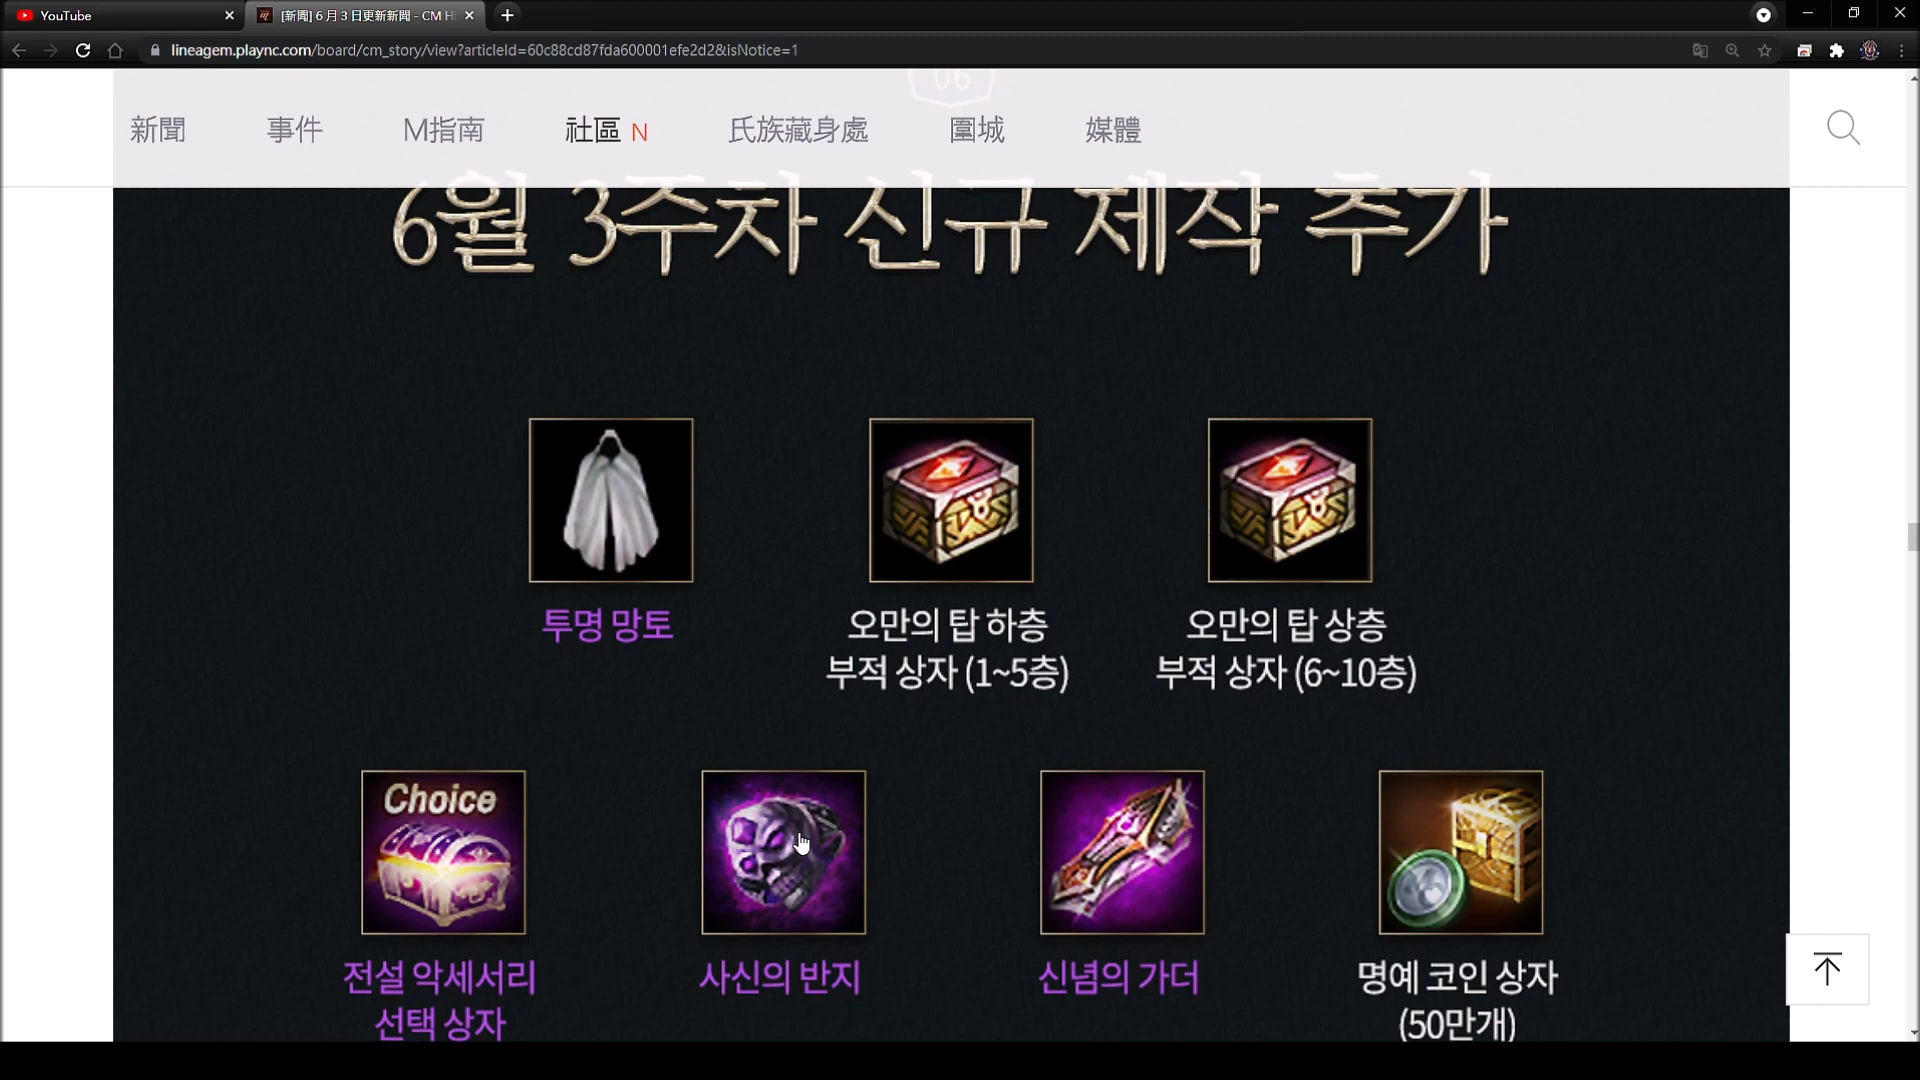 YouTube
[新聞] 6 月 3 日更新新聞 - CM H
lineagem.plaync.com/board/cm_story/view?articleId=60c88cd87fda600001efe2d2&isNotice=1
06
新聞 事件 M指南 社區 N 氏族藏身處 圍城 媒體
6월 3주차 신규 제작 추가
투명 망토
오만의 탑 하층
부적 상자 (1~5층)
오만의 탑 상층
부적 상자 (6~10층)
Choice
전설 악세서리
선택 상자
사신의 반지
신념의 가더
명예 코인 상자
(50만개)